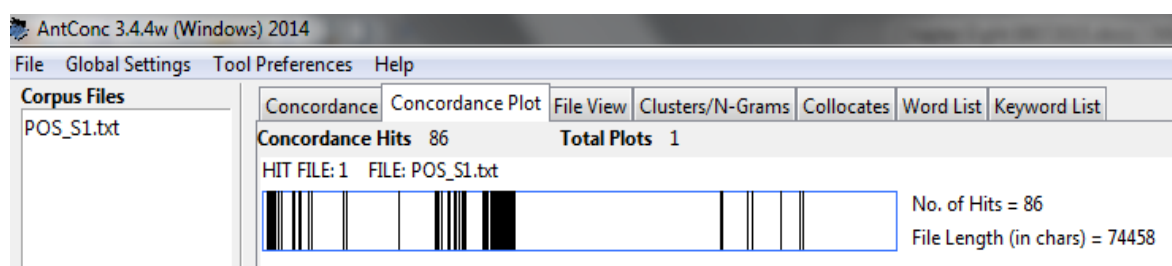 AntConc 3.4.4w (Windows) 2014
File Global Settings Tool Preferences Help
Corpus Files
POS_S1.txt
Concordance Concordance Plot File View Clusters/N-Grams Collocates Word List Keyword List
Concordance Hits 86 Total Plots 1
HIT FILE: 1 FILE: POS_S1.txt
No. of Hits = 86
File Length (in chars) = 74458